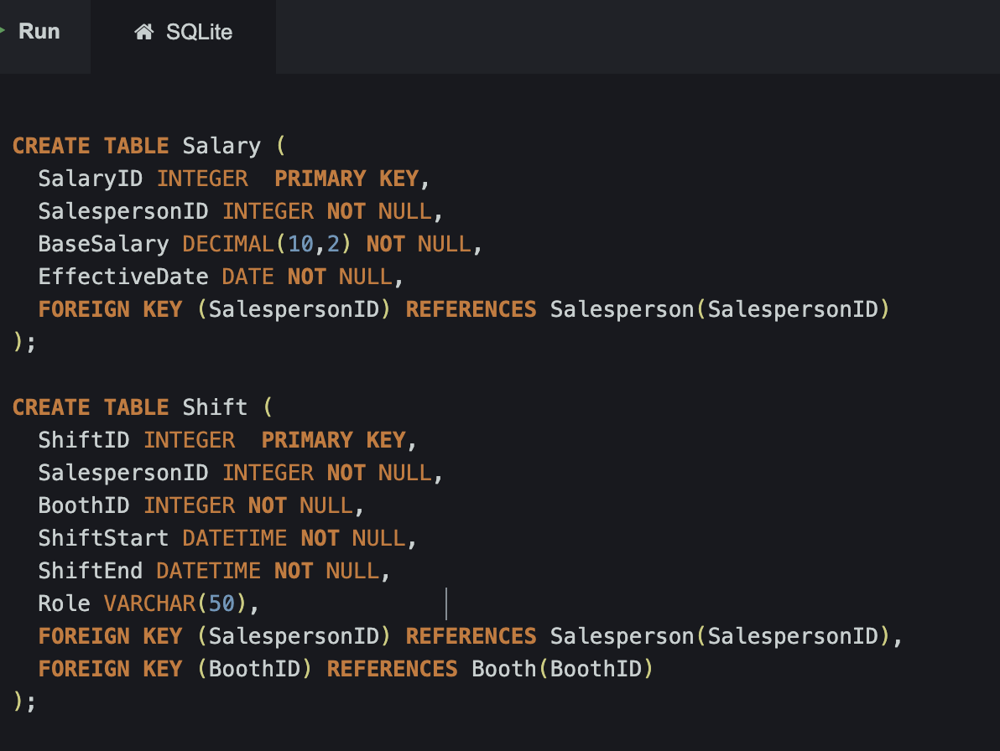 Run
SQLite
CREATE TABLE Salary (
  SalaryID INTEGER  PRIMARY KEY,
  SalespersonID INTEGER NOT NULL,
  BaseSalary DECIMAL(10,2) NOT NULL,
  EffectiveDate DATE NOT NULL,
  FOREIGN KEY (SalespersonID) REFERENCES Salesperson(SalespersonID)
);
CREATE TABLE Shift (
  ShiftID INTEGER  PRIMARY KEY,
  SalespersonID INTEGER NOT NULL,
  BoothID INTEGER NOT NULL,
  ShiftStart DATETIME NOT NULL,
  ShiftEnd DATETIME NOT NULL,
  Role VARCHAR(50),
  FOREIGN KEY (SalespersonID) REFERENCES Salesperson(SalespersonID),
  FOREIGN KEY (BoothID) REFERENCES Booth(BoothID)
);